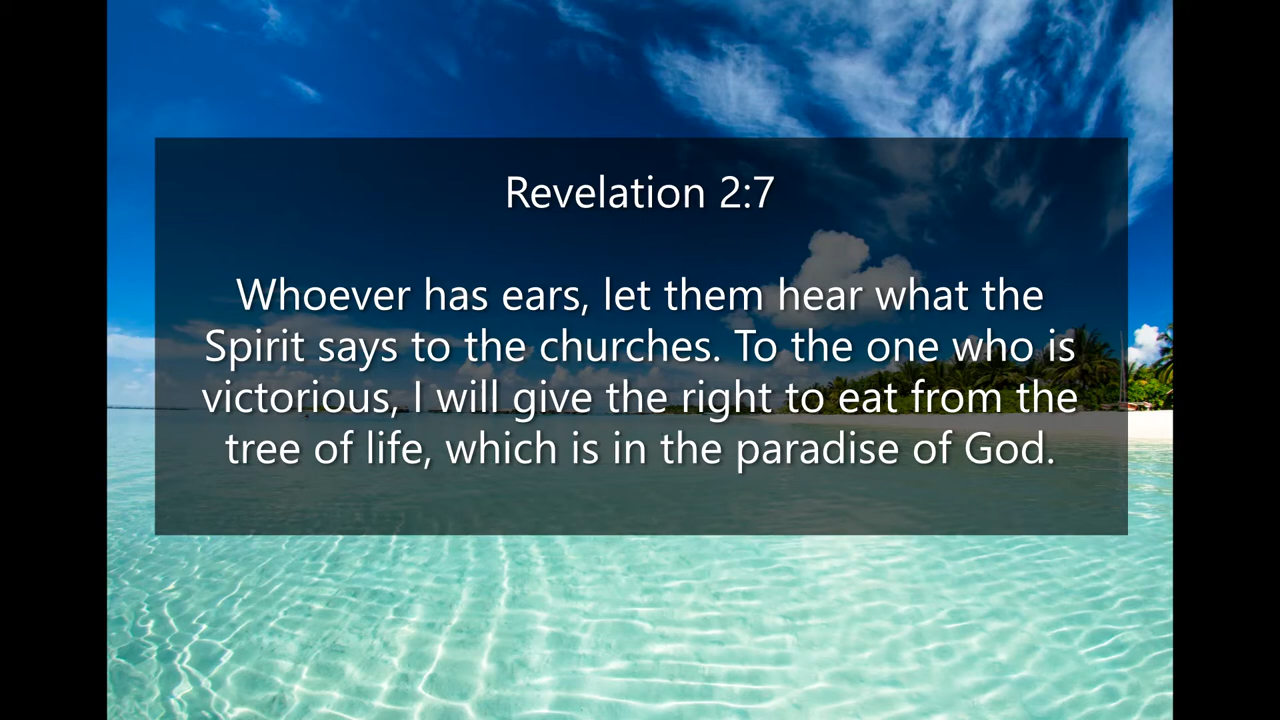 Revelation 2:7
Whoever has ears, let them hear what the
Spirit says to the churches. To the one who is
victorious, I will give the right to eat from the
tree of life, which is in the paradise of God.